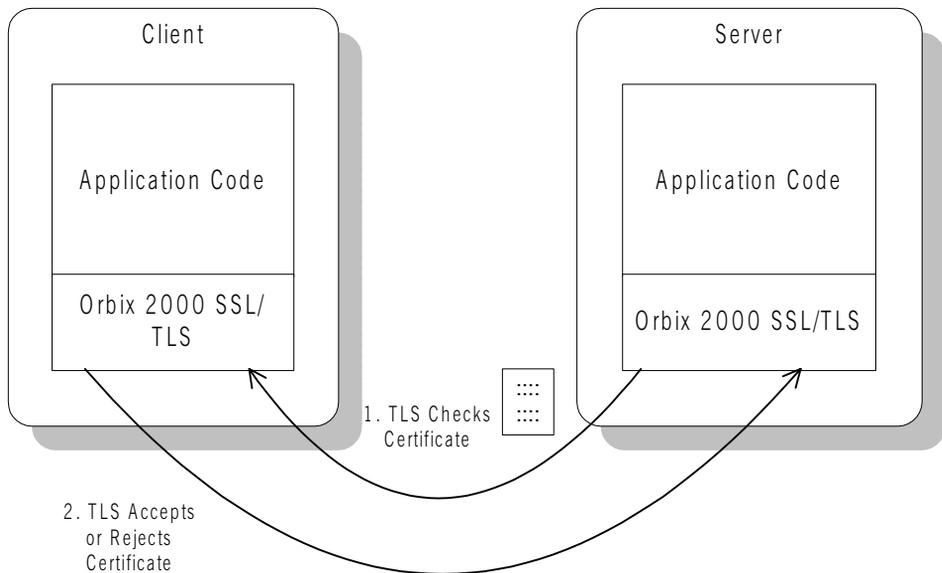 Client
Application Code
Orbix 2000 SSL/
TLS
Server
Application Code
Orbix 2000 SSL/TLS
1. TLS Checks
Certificate
2. TLS Accepts
or Rejects
Certificate